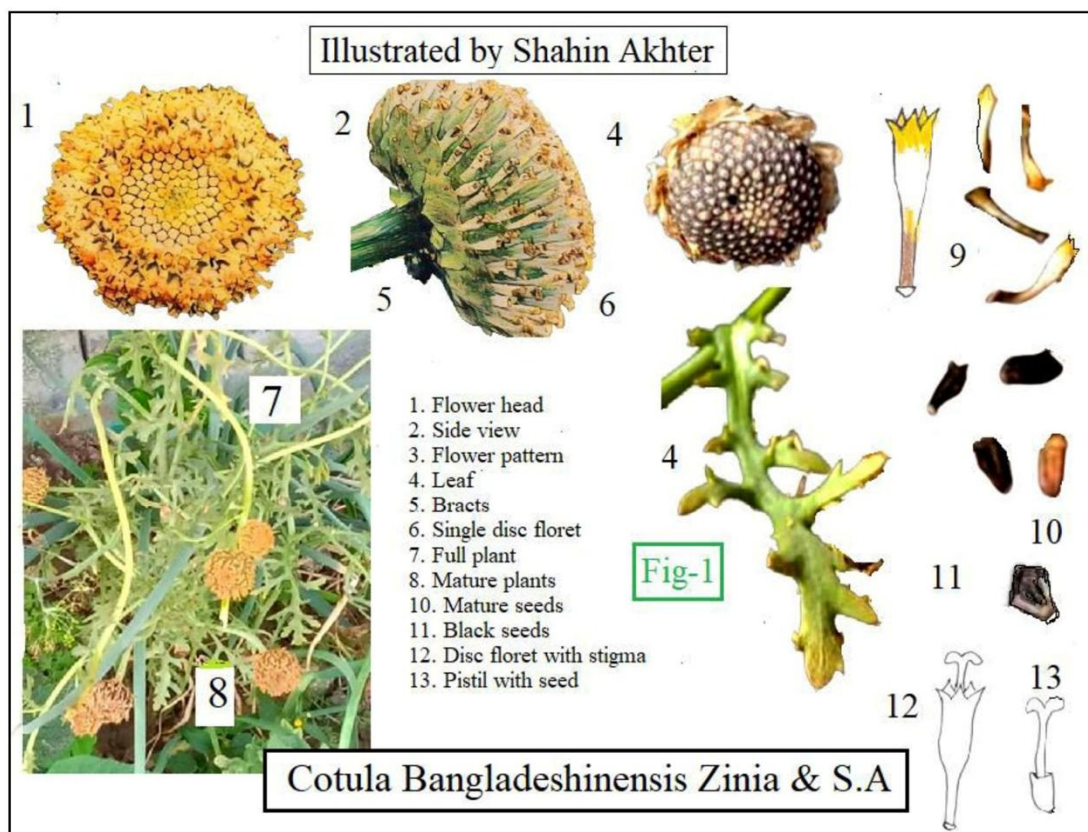 Illustrated by Shahin Akhter
1
2
4
9
5
6
7
1. Flower head
2. Side view
3. Flower pattern
4. Leaf
5. Bracts
6. Single disc floret
7. Full plant
8. Mature plants
10. Mature seeds
11. Black seeds
12. Disc floret with stigma
13. Pistil with seed
4
10
Fig-1
11
8
12
13
Cotula Bangladeshinensis Zinia & S.A